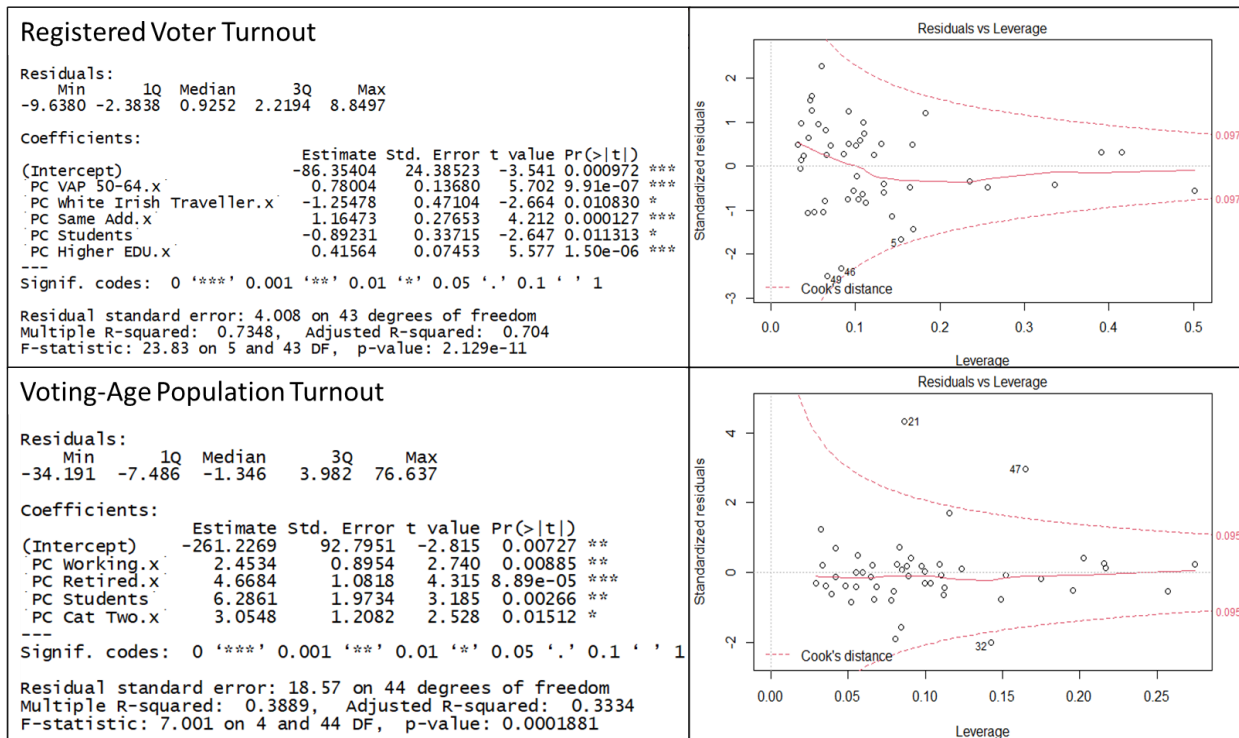 Registered Voter Turnout
Residuals:
Min 1Q Median 3Q Max
-9.6380 -2.3838 0.9252 2.2194 8.8497
Coefficients:
Estimate Std. Error t value Pr(>|t|)
(Intercept) -86.35404 24.38523 -3.541 0.000972 ***
`PC VAP 50-64.x` 0.78004 0.13680 5.702 9.91e-07 ***
`PC White Irish Traveller.x` -1.25478 0.47104 -2.664 0.010830 *
`PC Same Add.x` 1.16473 0.27653 4.212 0.000127 ***
`PC Students` -0.89231 0.33715 -2.647 0.011313 *
`PC Higher EDU.x` 0.41564 0.07453 5.577 1.50e-06 ***
---
Signif. codes: 0 ‘***’ 0.001 ‘**’ 0.01 ‘*’ 0.05 ‘.’ 0.1 ‘ ’ 1
Residual standard error: 4.008 on 43 degrees of freedom
Multiple R-squared: 0.7348, Adjusted R-squared: 0.704
F-statistic: 23.83 on 5 and 43 DF, p-value: 2.129e-11
Residuals vs Leverage
Standardized residuals
2
1
0
-1
-2
-3
0.097
0.097
5
46
49
Cook's distance
0.0 0.1 0.2 0.3 0.4 0.5
Leverage
Voting-Age Population Turnout
Residuals:
Min 1Q Median 3Q Max
-34.191 -7.486 -1.346 3.982 76.637
Coefficients:
Estimate Std. Error t value Pr(>|t|)
(Intercept) -261.2269 92.7951 -2.815 0.00727 **
`PC Working.x` 2.4534 0.8954 2.740 0.00885 **
`PC Retired.x` 4.6684 1.0818 4.315 8.89e-05 ***
`PC Students` 6.2861 1.9734 3.185 0.00266 **
`PC Cat Two.x` 3.0548 1.2082 2.528 0.01512 *
---
Signif. codes: 0 ‘***’ 0.001 ‘**’ 0.01 ‘*’ 0.05 ‘.’ 0.1 ‘ ’ 1
Residual standard error: 18.57 on 44 degrees of freedom
Multiple R-squared: 0.3889, Adjusted R-squared: 0.3334
F-statistic: 7.001 on 4 and 44 DF, p-value: 0.0001881
Residuals vs Leverage
Standardized residuals
4
2
0
-2
21
47
32
0.095
0.095
Cook's distance
0.00 0.05 0.10 0.15 0.20 0.25
Leverage